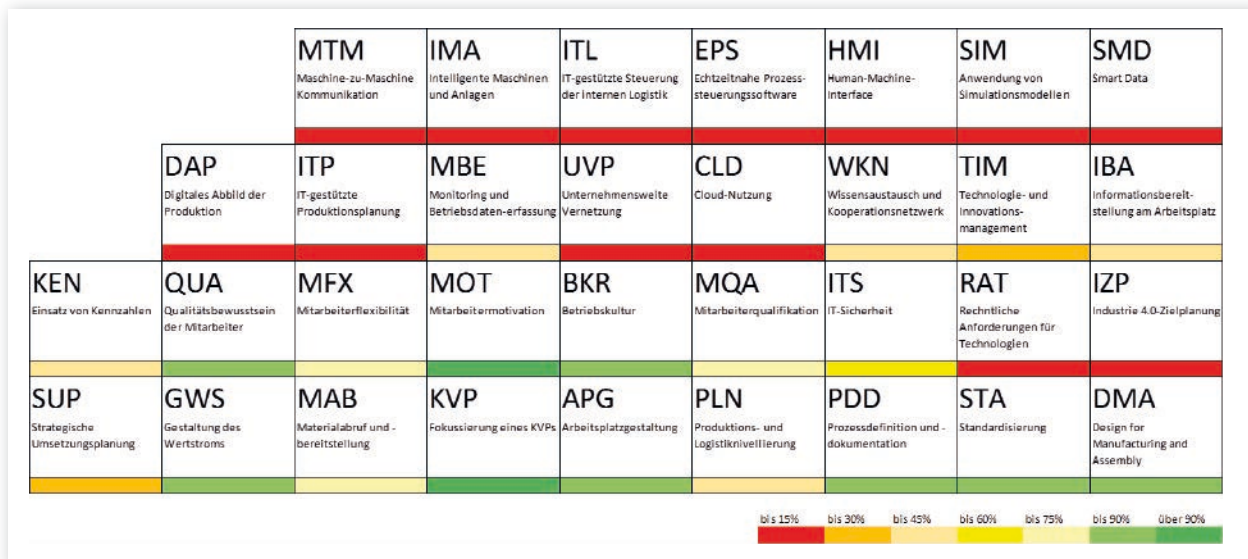 MTM
Maschine-zu-Maschine
Kommunikation
IMA
Intelligente Maschinen
und Anlagen
ITL
IT-gestützte Steuerung
der internen Logistik
EPS
Echtzeitnahe Prozess-
steuerungssoftware
HMI
Human-Machine-
Interface
SIM
Anwendung von
Simulationsmodellen
SMD
Smart Data
DAP
Digitales Abbild der
Produktion
ITP
IT-gestützte
Produktionsplanung
MBE
Monitoring und
Betriebsdaten-erfassung
UVP
Unternehmensweite
Vernetzung
CLD
Cloud-Nutzung
WKN
Wissensaustausch und
Kooperationsnetzwerk
TIM
Technologie- und
Innovations-
management
IBA
Informationsbereit-
stellung am Arbeitsplatz
KEN
Einsatz von Kennzahlen
QUA
Qualitätsbewusstsein
der Mitarbeiter
MFX
Mitarbeiterflexibilität
MOT
Mitarbeitermotivation
BKR
Betriebskultur
MQA
Mitarbeiterqualifikation
ITS
IT-Sicherheit
RAT
Rechntliche
Anforderungen für
Technologien
IZP
Industrie 4.0-Zielplanung
SUP
Strategische
Umsetzungsplanung
GWS
Gestaltung des
Wertstroms
MAB
Materialabruf und -
bereitstellung
KVP
Fokussierung eines KVPs
APG
Arbeitsplatzgestaltung
PLN
Produktions- und
Logistiknivellierung
PDD
Prozessdefinition und -
dokumentation
STA
Standardisierung
DMA
Design for
Manufacturing and
Assembly
bis 15% bis 30% bis 45% bis 60% bis 75% bis 90% über 90%